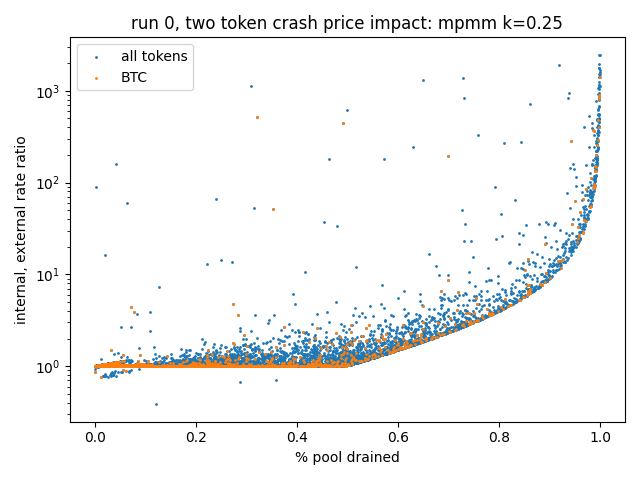 run 0, two token crash price impact: mpmm k=0.25
all tokens
BTC
internal, external rate ratio
10³
10²
10¹
10⁰
0.0 0.2 0.4 0.6 0.8 1.0
% pool drained